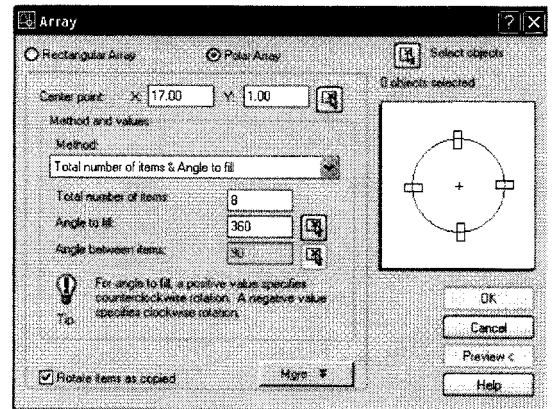 Array
Rectangular Array Polar Array Select objects
0 objects selected
Center point: X: 17.00 Y: 1.00
Method and values
Method:
Total number of items & Angle to fill
Total number of items: 8
Angle to fill: 360
Angle between items: 90
For angle to fill, a positive value specifies
counterclockwise rotation. A negative value
specifies clockwise rotation.
Tip
Rotate items as copied
More
OK
Cancel
Preview <
Help